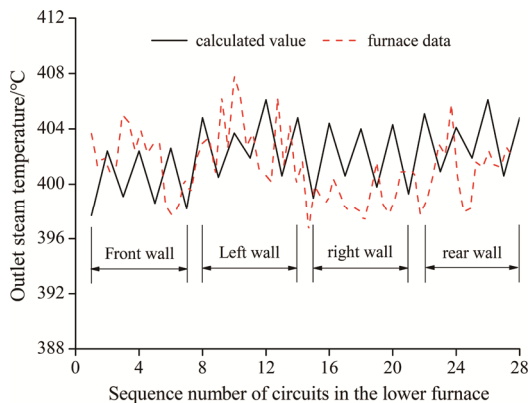 calculated value furnace data
Outlet steam temperature/°C
412
408
404
400
396
392
388
Front wall Left wall right wall rear wall
0 4 8 12 16 20 24 28
Sequence number of circuits in the lower furnace